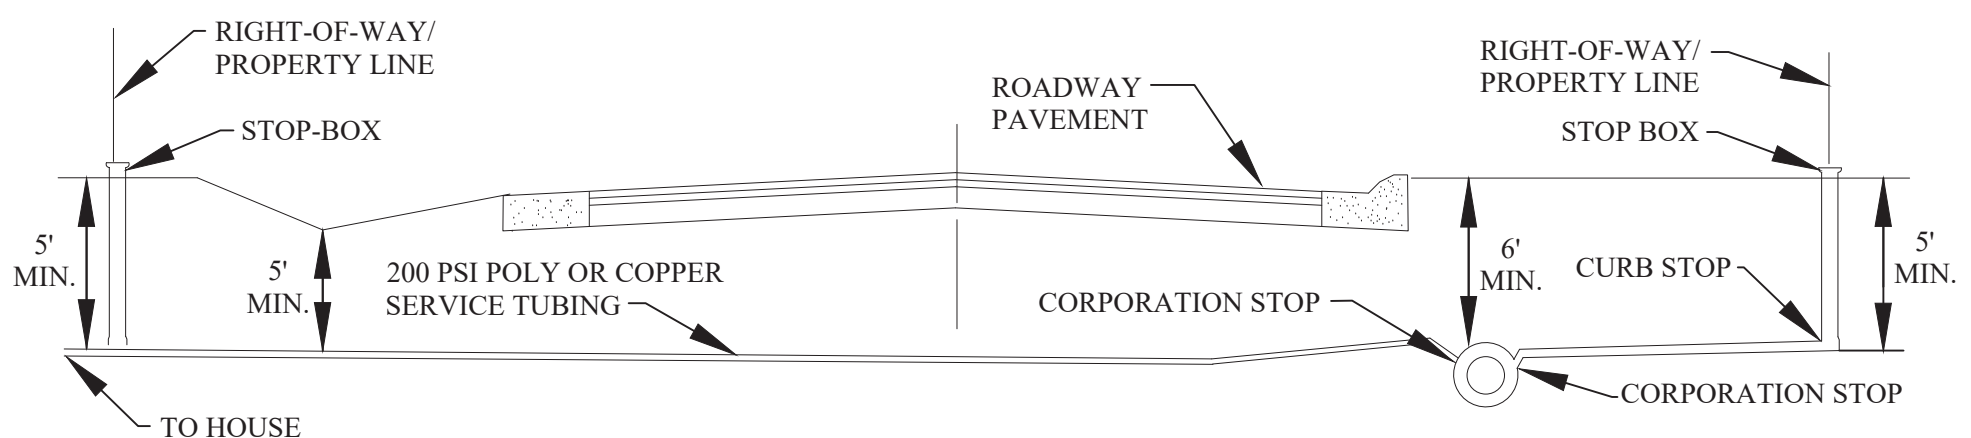 RIGHT-OF-WAY/
PROPERTY LINE
STOP-BOX
ROADWAY
PAVEMENT
RIGHT-OF-WAY/
PROPERTY LINE
STOP BOX
5'
MIN.
5'
MIN.
200 PSI POLY OR COPPER
SERVICE TUBING
CORPORATION STOP
6'
MIN.
CURB STOP
5'
MIN.
CORPORATION STOP
TO HOUSE